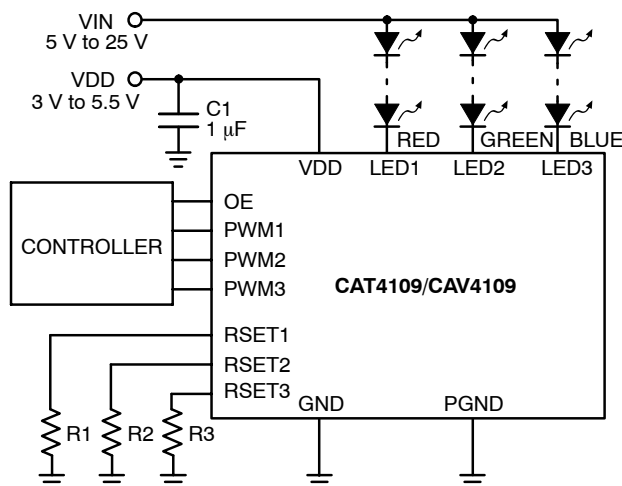 VIN
5 V to 25 V
VDD
3 V to 5.5 V
C1
1 μF
RED
GREEN
BLUE
VDD
LED1
LED2
LED3
CONTROLLER
OE
PWM1
PWM2
PWM3
CAT4109/CAV4109
RSET1
RSET2
RSET3
GND
PGND
R1
R2
R3